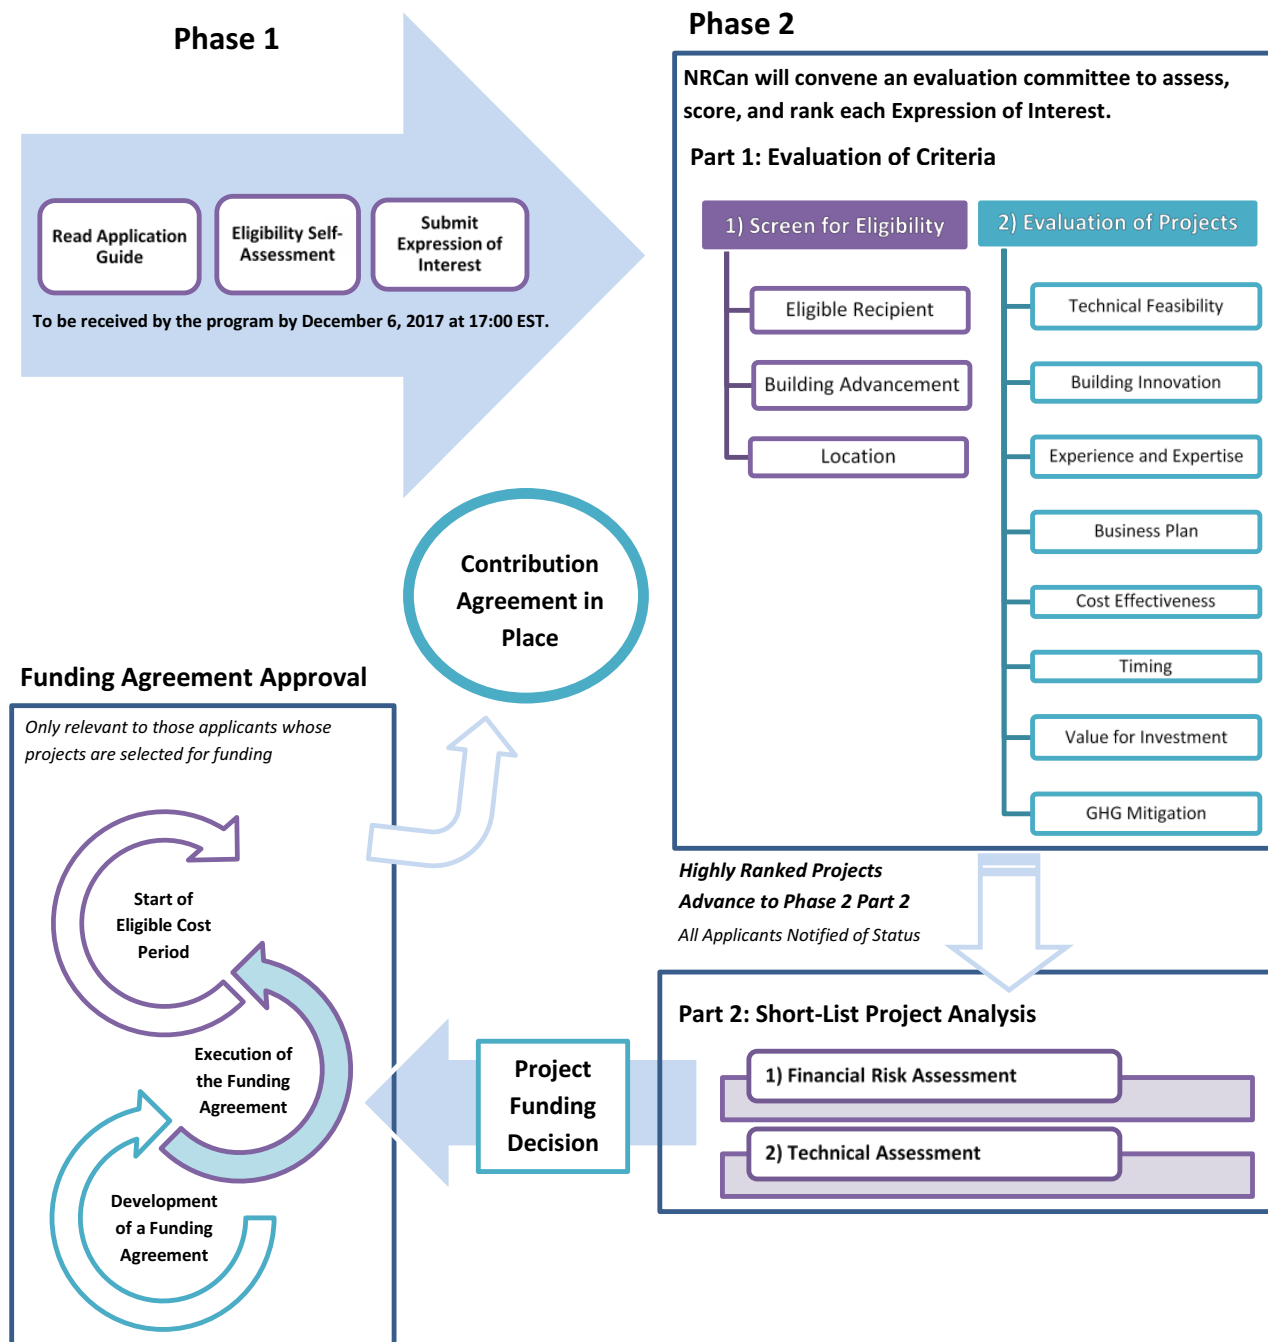 Phase 1
Read Application
Guide
Eligibility Self-
Assessment
Submit
Expression of
Interest
To be received by the program by December 6, 2017 at 17:00 EST.
Phase 2
NRCan will convene an evaluation committee to assess,
score, and rank each Expression of Interest.
Part 1: Evaluation of Criteria
1) Screen for Eligibility
Eligible Recipient
Building Advancement
Location
2) Evaluation of Projects
Technical Feasibility
Building Innovation
Experience and Expertise
Business Plan
Cost Effectiveness
Timing
Value for Investment
GHG Mitigation
Highly Ranked Projects
Advance to Phase 2 Part 2
All Applicants Notified of Status
Part 2: Short-List Project Analysis
1) Financial Risk Assessment
2) Technical Assessment
Project
Funding
Decision
Funding Agreement Approval
Only relevant to those applicants whose
projects are selected for funding
Start of
Eligible Cost
Period
Execution of
the Funding
Agreement
Development
of a Funding
Agreement
Contribution
Agreement in
Place